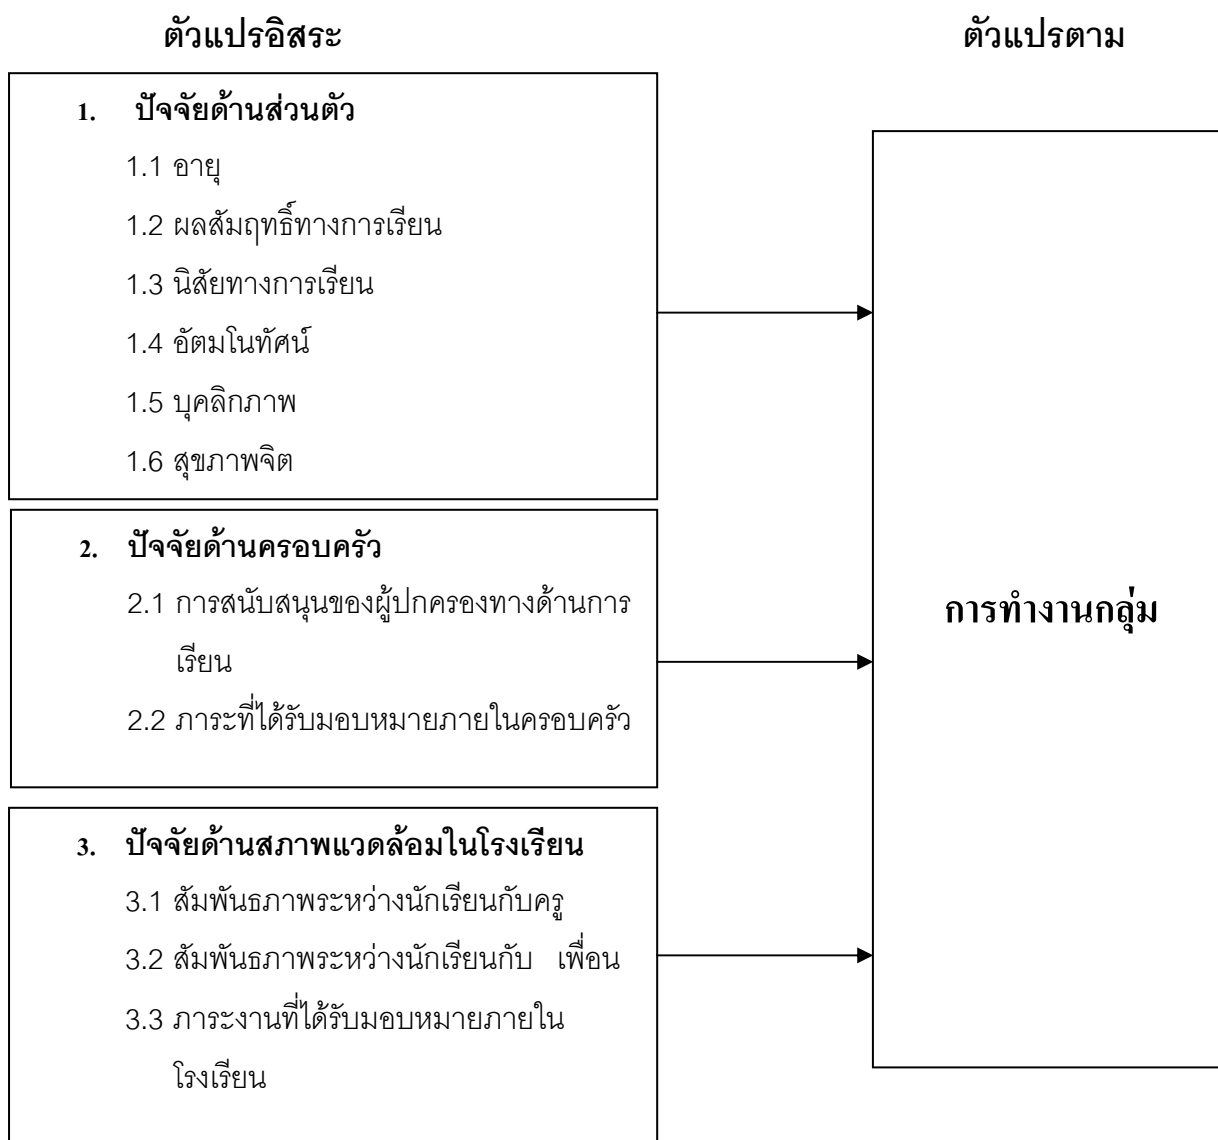 ตัวแปรอิสระ
ตัวแปรตาม
1. ปัจจัยด้านส่วนตัว
1.1 อายุ
1.2 ผลสัมฤทธิ์ทางการเรียน
1.3 นิสัยทางการเรียน
1.4 อัตมโนทัศน์
1.5 บุคลิกภาพ
1.6 สุขภาพจิต
2. ปัจจัยด้านครอบครัว
2.1 การสนับสนุนของผู้ปกครองทางด้านการ
เรียน
2.2 ภาระที่ได้รับมอบหมายภายในครอบครัว
3. ปัจจัยด้านสภาพแวดล้อมในโรงเรียน
3.1 สัมพันธภาพระหว่างนักเรียนกับครู
3.2 สัมพันธภาพระหว่างนักเรียนกับ เพื่อน
3.3 ภาระงานที่ได้รับมอบหมายภายใน
โรงเรียน
การทำงานกลุ่ม